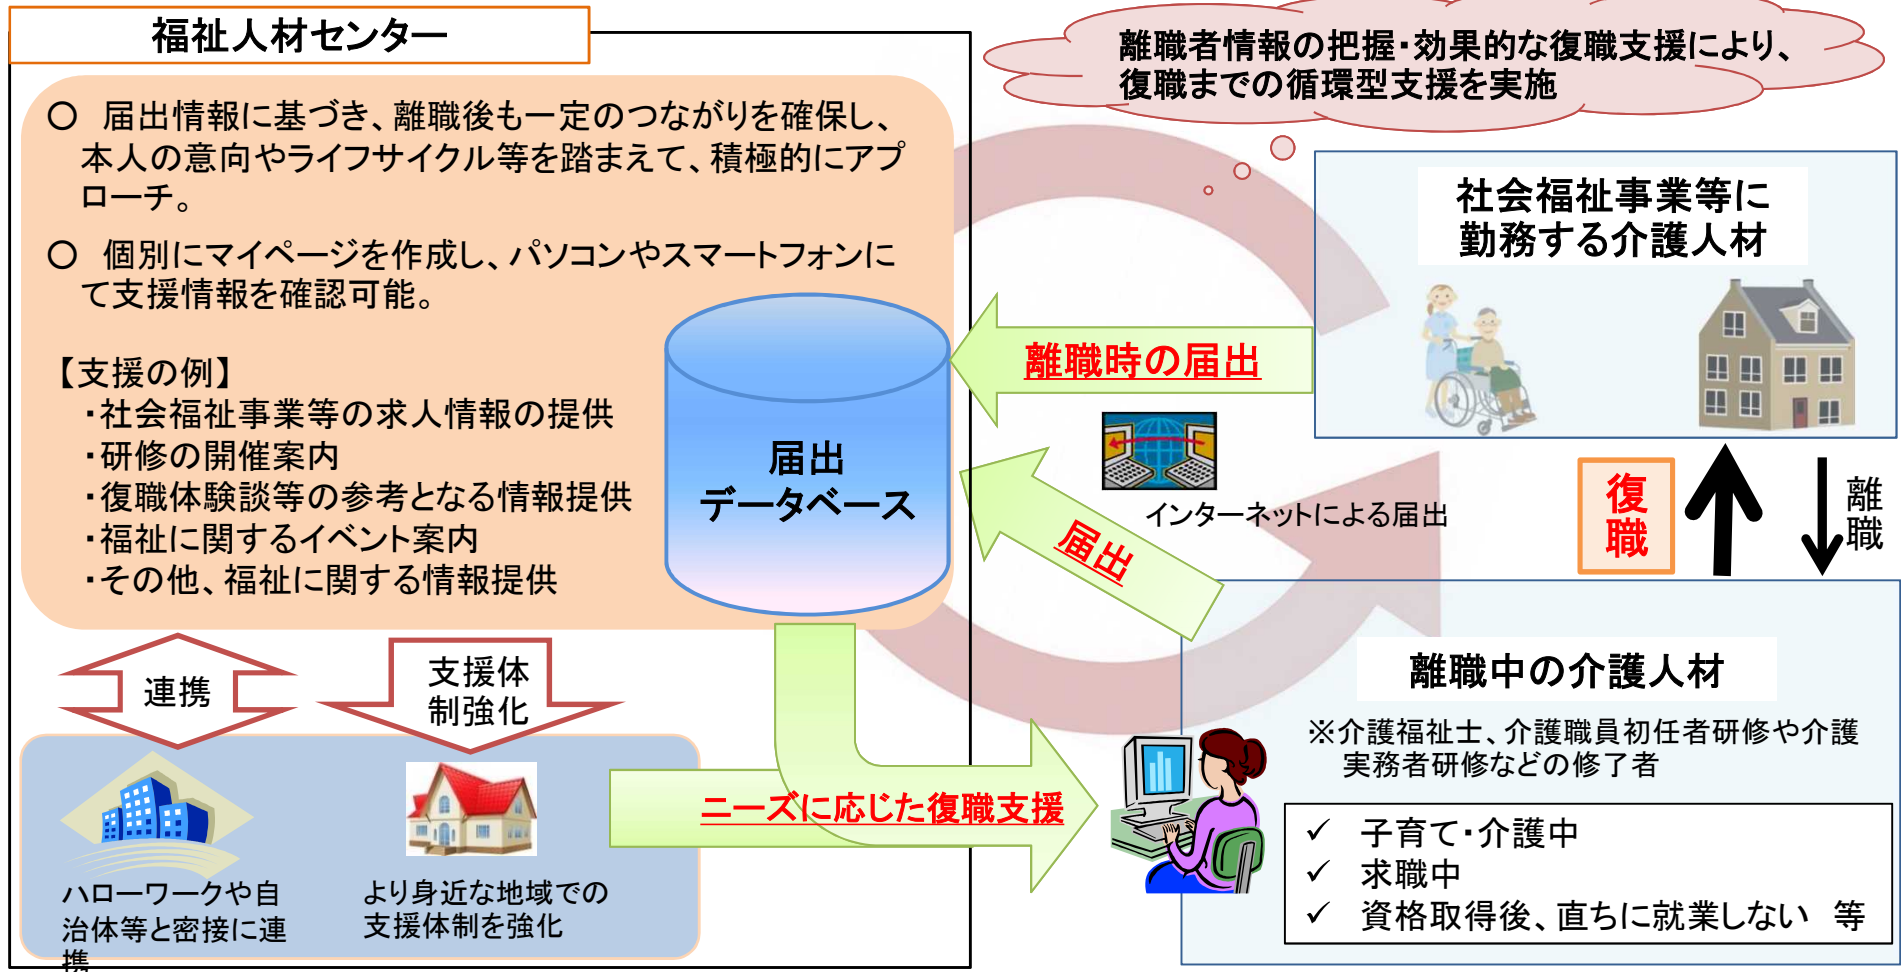 福祉人材センター
離職者情報の把握・効果的な復職支援により、
復職までの循環型支援を実施
○　届出情報に基づき、離職後も一定のつながりを確保し、
本人の意向やライフサイクル等を踏まえて、積極的にアプ
ローチ。
○　個別にマイページを作成し、パソコンやスマートフォンに
て支援情報を確認可能。
【支援の例】
・社会福祉事業等の求人情報の提供
・研修の開催案内
・復職体験談等の参考となる情報提供
・福祉に関するイベント案内
・その他、福祉に関する情報提供
届出
データベース
社会福祉事業等に
勤務する介護人材
離職時の届出
インターネットによる届出
届出
復職
離職
連携
支援体
制強化
ハローワークや自
治体等と密接に連
携
より身近な地域での
支援体制を強化
ニーズに応じた復職支援
離職中の介護人材
※介護福祉士、介護職員初任者研修や介護
実務者研修などの修了者
✓　子育て・介護中
✓　求職中
✓　資格取得後、直ちに就業しない　等